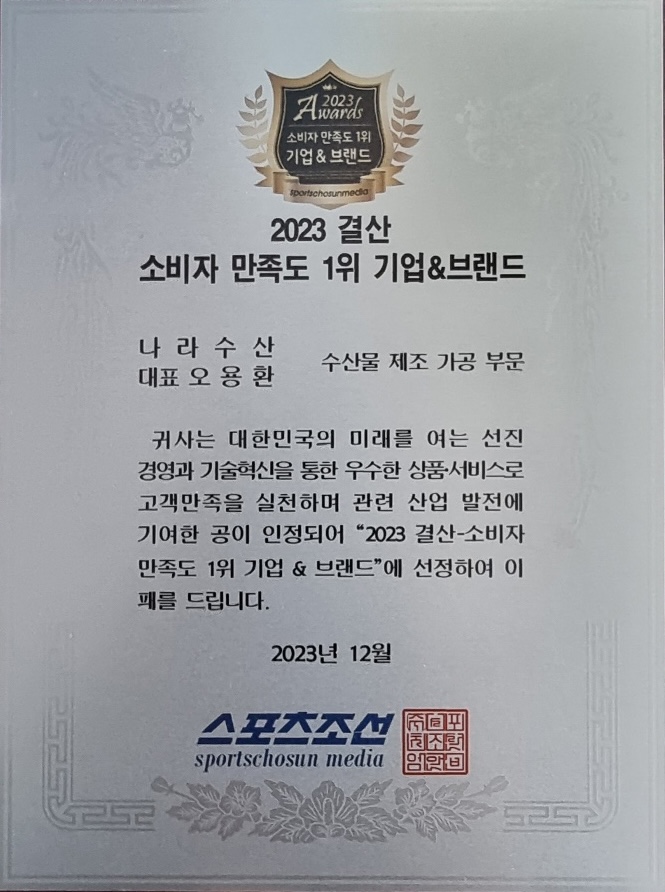 2023
Awards
소비자 만족도 1위
기업 & 브랜드
sportschosunmedia
2023 결산
소비자 만족도 1위 기업&브랜드
나 라 수 산
대표 오 용 환
수산물 제조 가공 부문
귀사는 대한민국의 미래를 여는 선진
경영과 기술혁신을 통한 우수한 상품·서비스로
고객만족을 실천하며 관련 산업 발전에
기여한 공이 인정되어 “2023 결산-소비자
만족도 1위 기업 & 브랜드”에 선정하여 이
패를 드립니다.
2023년 12월
스포츠조선
sportschosun media